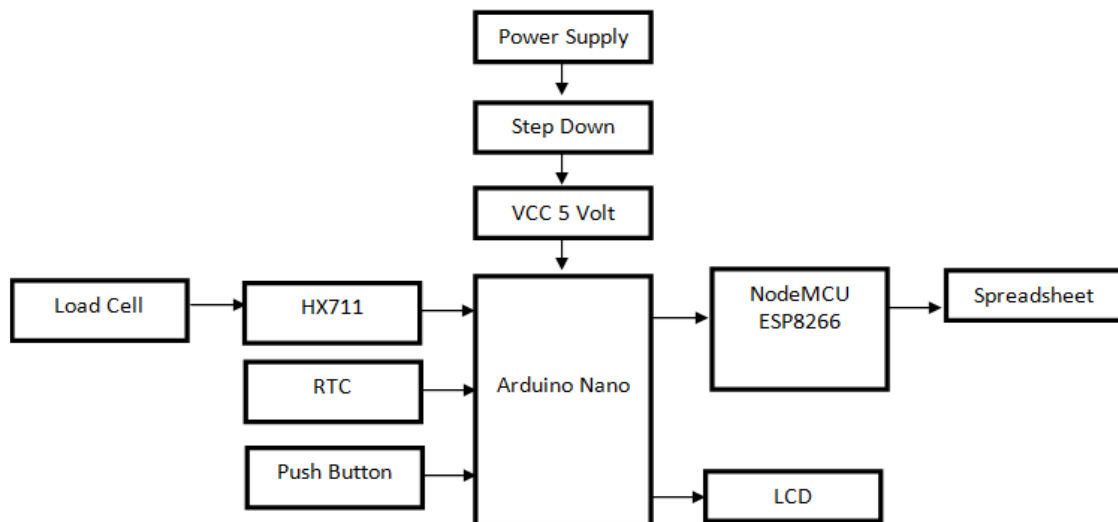 Power Supply
Step Down
VCC 5 Volt
Load Cell
HX711
RTC
Push Button
Arduino Nano
NodeMCU
ESP8266
Spreadsheet
LCD